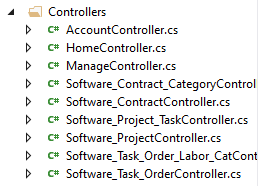 Controllers
C# AccountController.cs
C# HomeController.cs
C# ManageController.cs
C# Software_Contract_CategoryControl
C# Software_ContractController.cs
C# Software_Project_TaskController.cs
C# Software_ProjectController.cs
C# Software_Task_Order_Labor_CatCont
C# Software_Task_OrderController.cs